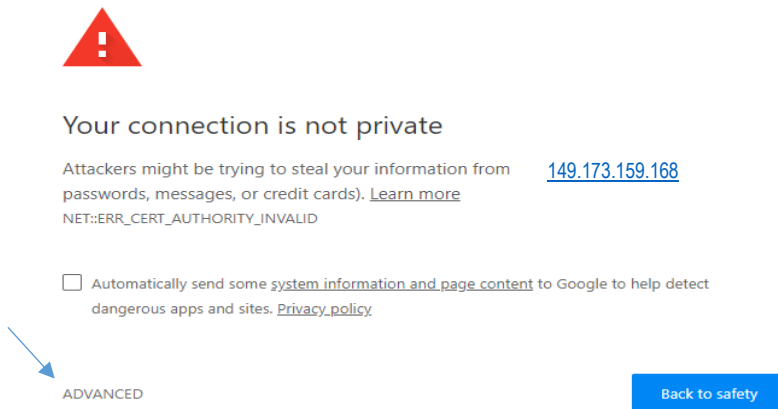 Your connection is not private
Attackers might be trying to steal your information from 149.173.159.168
passwords, messages, or credit cards). Learn more
NET::ERR_CERT_AUTHORITY_INVALID
Automatically send some system information and page content to Google to help detect
dangerous apps and sites. Privacy policy
ADVANCED Back to safety